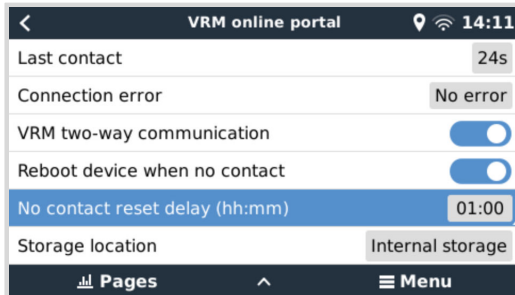 VRM online portal 14:11
Last contact 24s
Connection error No error
VRM two-way communication
Reboot device when no contact
No contact reset delay (hh:mm) 01:00
Storage location Internal storage
Pages Menu